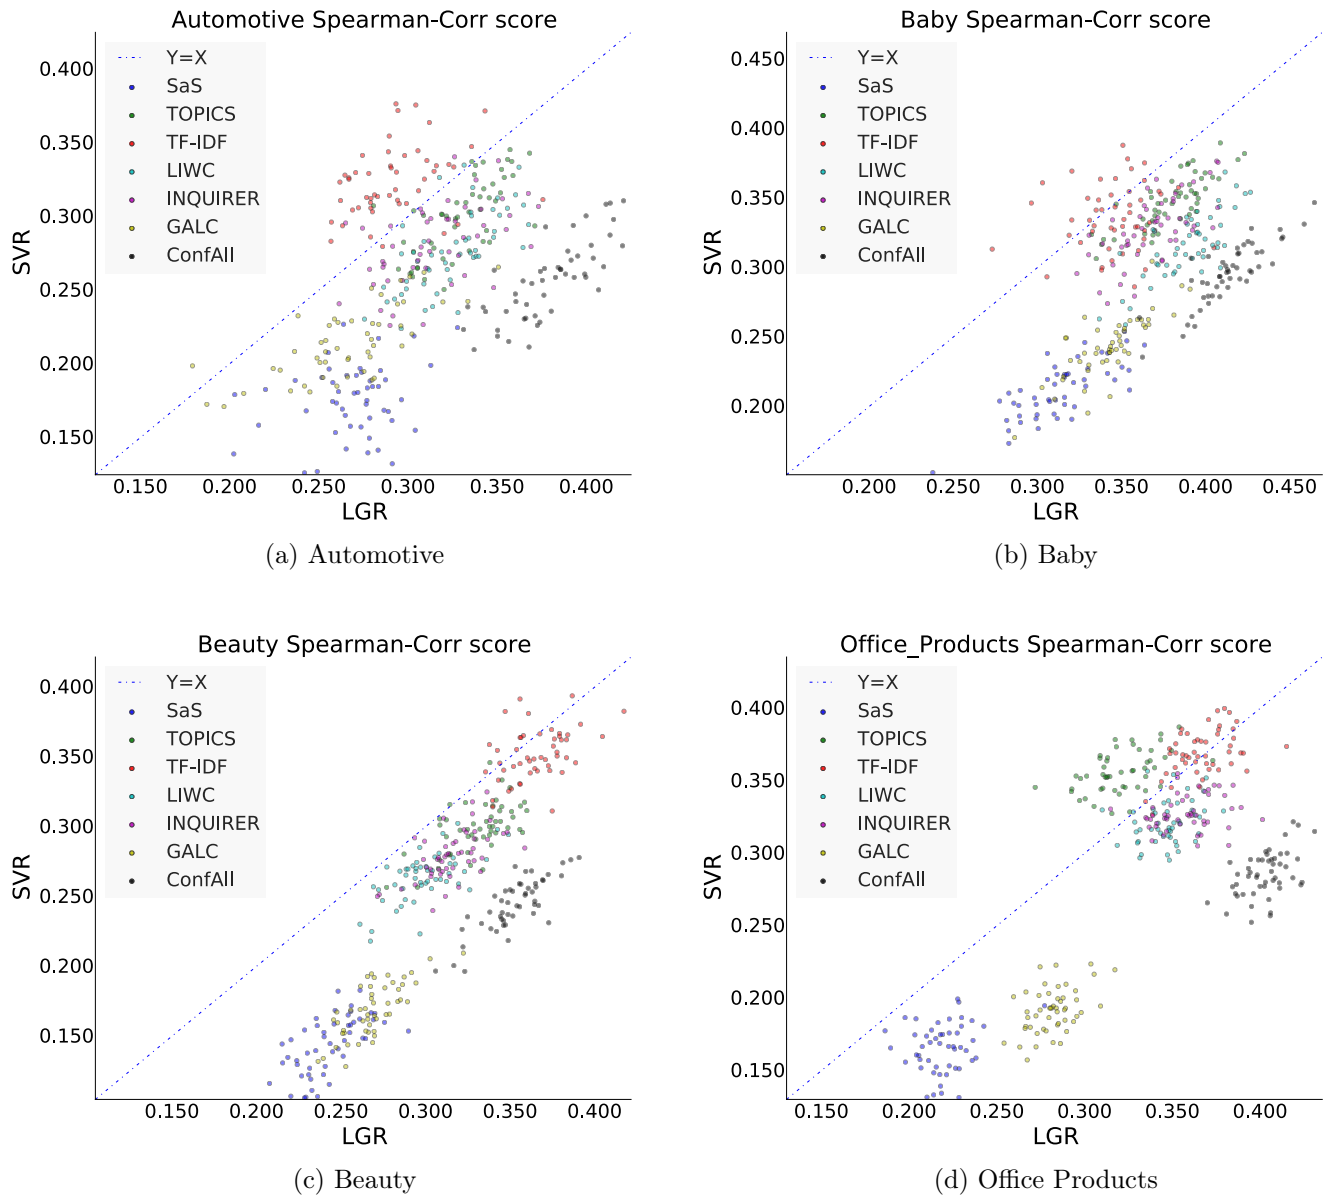 Automotive Spearman-Corr score
Y=X
SaS
TOPICS
TF-IDF
LIWC
INQUIRER
GALC
ConfAll
0.400
0.350
0.300
0.250
0.200
0.150
SVR
0.150 0.200 0.250 0.300 0.350 0.400
LGR
(a) Automotive
Baby Spearman-Corr score
Y=X
SaS
TOPICS
TF-IDF
LIWC
INQUIRER
GALC
ConfAll
0.450
0.400
0.350
0.300
0.250
0.200
SVR
0.200 0.250 0.300 0.350 0.400 0.450
LGR
(b) Baby
Beauty Spearman-Corr score
Y=X
SaS
TOPICS
TF-IDF
LIWC
INQUIRER
GALC
ConfAll
0.400
0.350
0.300
0.250
0.200
0.150
SVR
0.150 0.200 0.250 0.300 0.350 0.400
LGR
(c) Beauty
Office_Products Spearman-Corr score
Y=X
SaS
TOPICS
TF-IDF
LIWC
INQUIRER
GALC
ConfAll
0.400
0.350
0.300
0.250
0.200
0.150
SVR
0.150 0.200 0.250 0.300 0.350 0.400
LGR
(d) Office Products